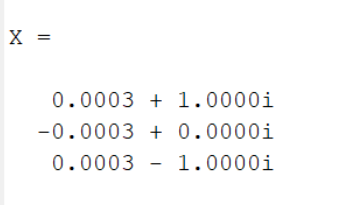 X =
0.0003 + 1.0000i
-0.0003 + 0.0000i
0.0003 - 1.0000i